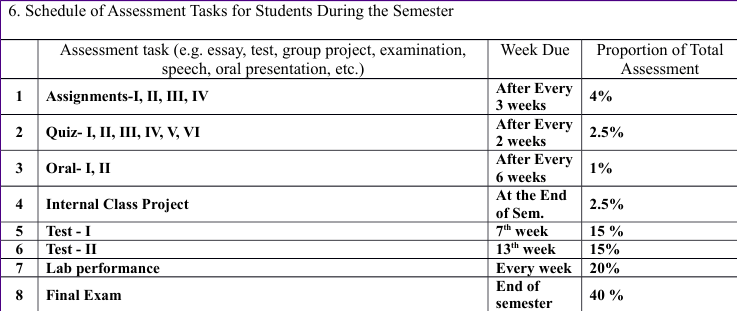 6. Schedule of Assessment Tasks for Students During the Semester
Assessment task (e.g. essay, test, group project, examination, speech, oral presentation, etc.) Week Due Proportion of Total Assessment
1 Assignments-I, II, III, IV After Every 3 weeks 4%
2 Quiz- I, II, III, IV, V, VI After Every 2 weeks 2.5%
3 Oral- I, II After Every 6 weeks 1%
4 Internal Class Project At the End of Sem. 2.5%
5 Test - I 7th week 15 %
6 Test - II 13th week 15%
7 Lab performance Every week 20%
8 Final Exam End of semester 40 %